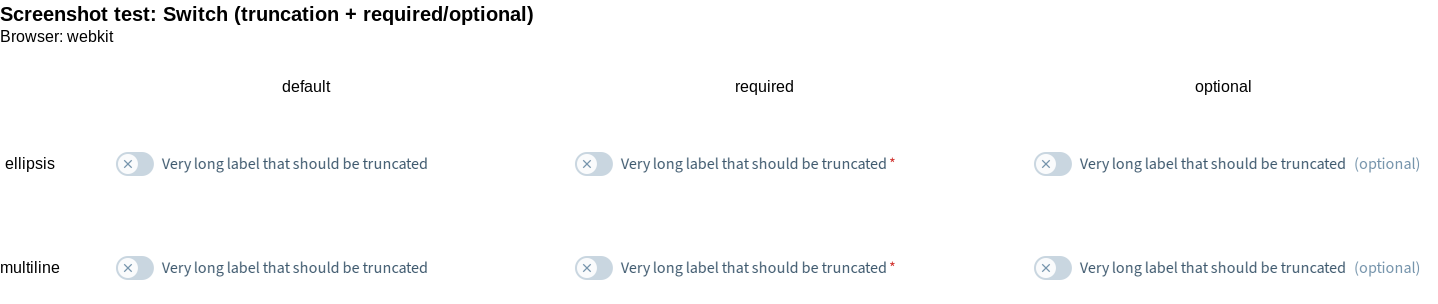 Screenshot test: Switch (truncation + required/optional)
Browser: webkit
default required optional
ellipsis Very long label that should be truncated Very long label that should be truncated * Very long label that should be truncated (optional)
multiline Very long label that should be truncated Very long label that should be truncated * Very long label that should be truncated (optional)